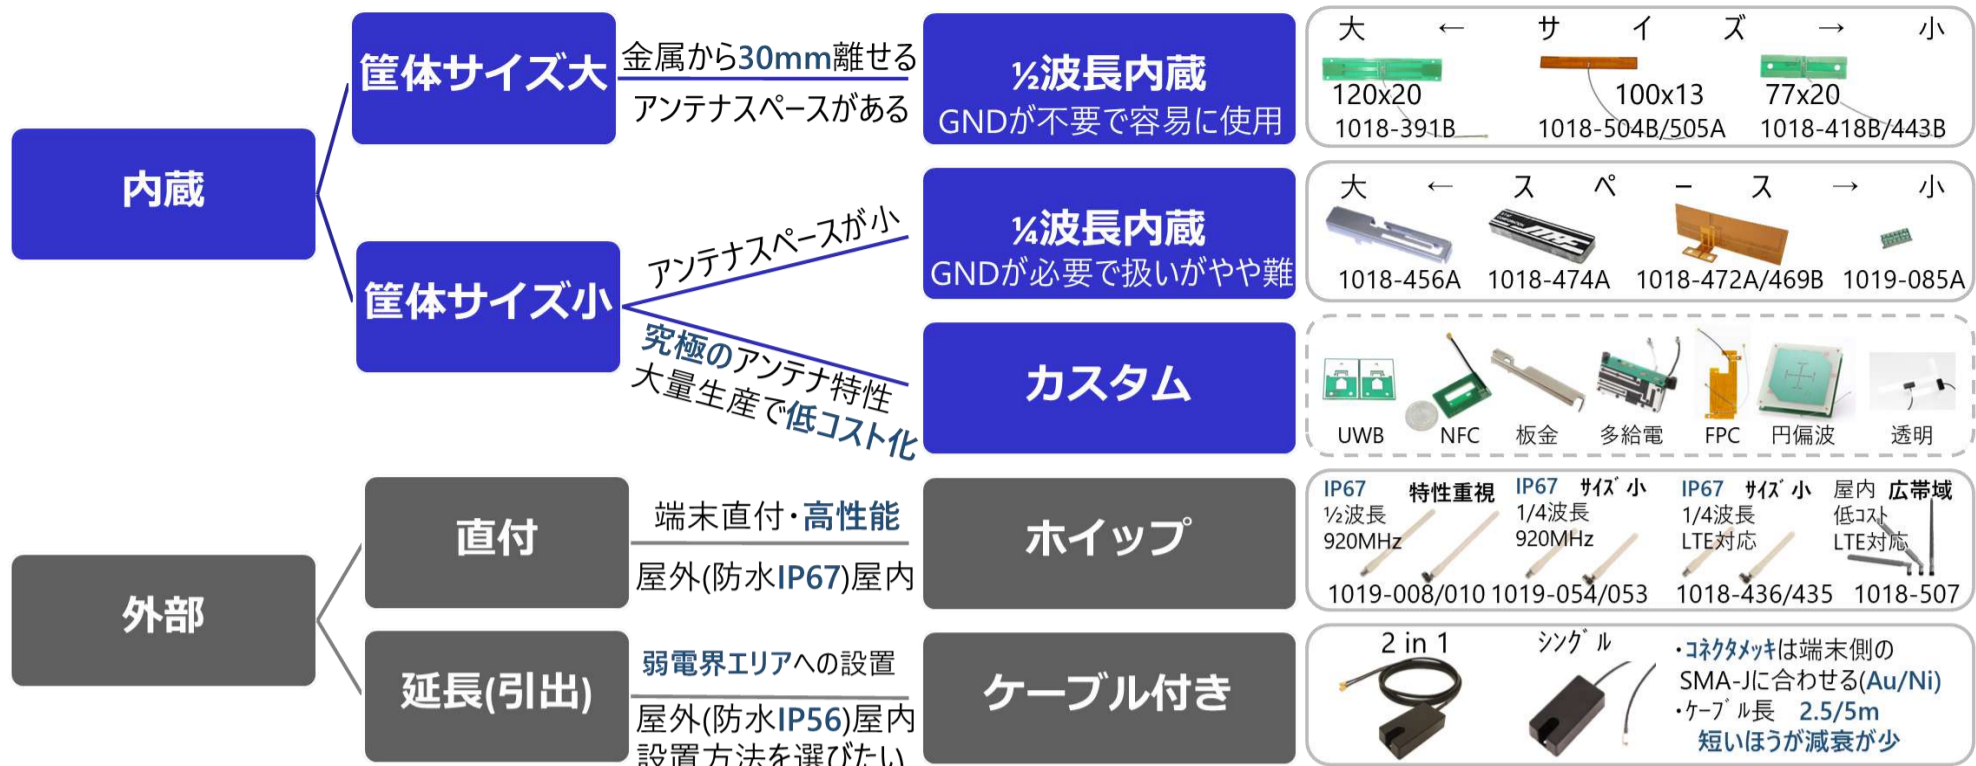 内蔵
筐体サイズ大
金属から30mm離せる
アンテナスペースがある
½波長内蔵
GNDが不要で容易に使用
大 ← サイズ → 小
120x20
1018-391B
100x13
1018-504B/505A
77x20
1018-418B/443B
筐体サイズ小
アンテナスペースが小
¼波長内蔵
GNDが必要で扱いがやや難
大 ← スペース → 小
1018-456A
1018-474A
1018-472A/469B
1019-085A
究極のアンテナ特性
大量生産で低コスト化
カスタム
UWB
NFC
板金
多給電
FPC
円偏波
透明
外部
直付
端末直付・高性能
屋外(防水IP67)屋内
ホイップ
IP67 特性重視
½波長
920MHz
1019-008/010
IP67 ｻｲｽﾞ小
1/4波長
920MHz
1019-054/053
IP67 ｻｲｽﾞ小
1/4波長
LTE対応
1018-436/435
屋内 広帯域
低ｺｽﾄ
LTE対応
1018-507
延長(引出)
弱電界エリアへの設置
屋外(防水IP56)屋内
設置方法を選びたい
ケーブル付き
2 in 1
ｼﾝｸﾞﾙ
・ｺﾈｸﾀﾒｯｷは端末側の
SMA-Jに合わせる(Au/Ni)
・ｹｰﾌﾞﾙ長 2.5/5m
短いほうが減衰が少